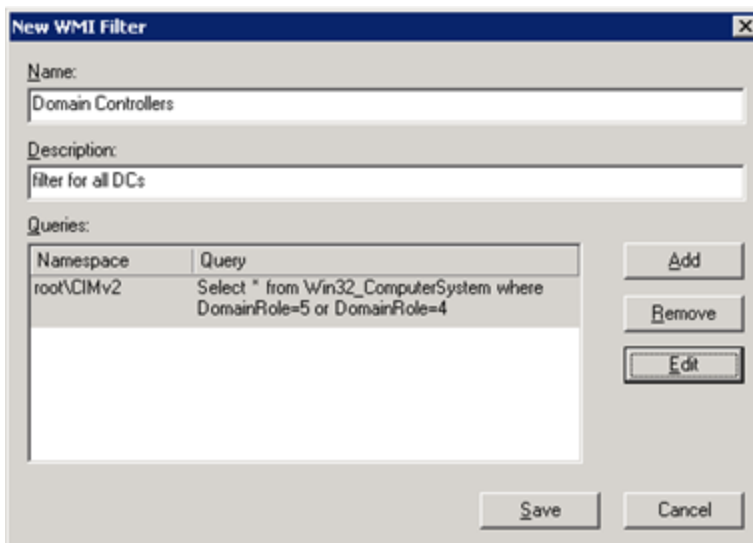 New WMI Filter
Name:
Domain Controllers
Description:
filter for all DCs
Queries:
Namespace Query
root\CIMv2 Select * from Win32_ComputerSystem where
DomainRole=5 or DomainRole=4
Add
Remove
Edit
Save Cancel